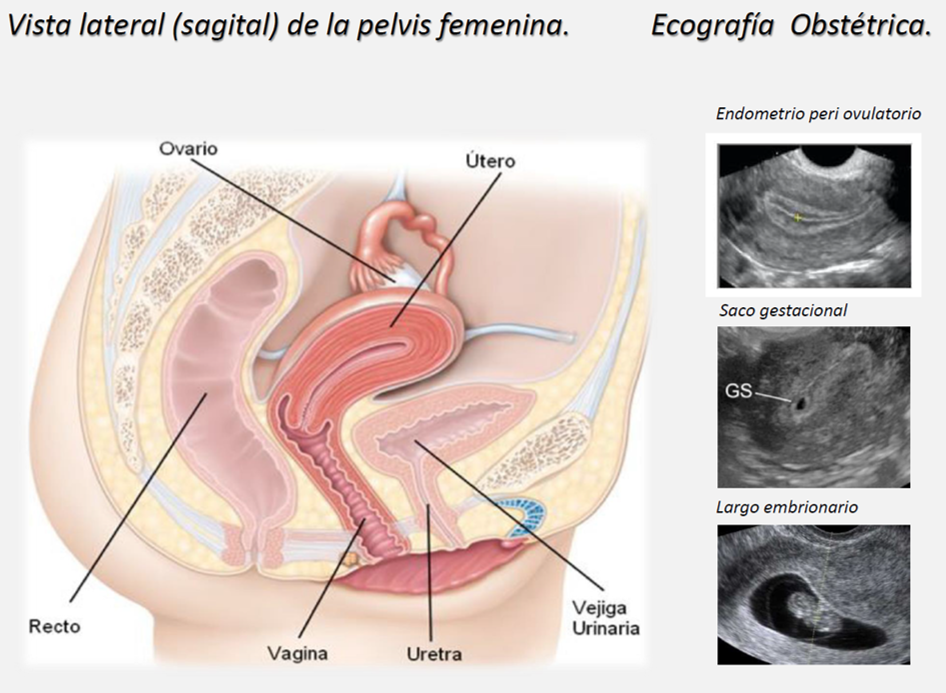 Vista lateral (sagital) de la pelvis femenina.
Ecografía Obstétrica.
Endometrio peri ovulatorio
Ovario
Útero
Saco gestacional
GS
Largo embrionario
Recto
Vagina
Uretra
Vejiga
Urinaria